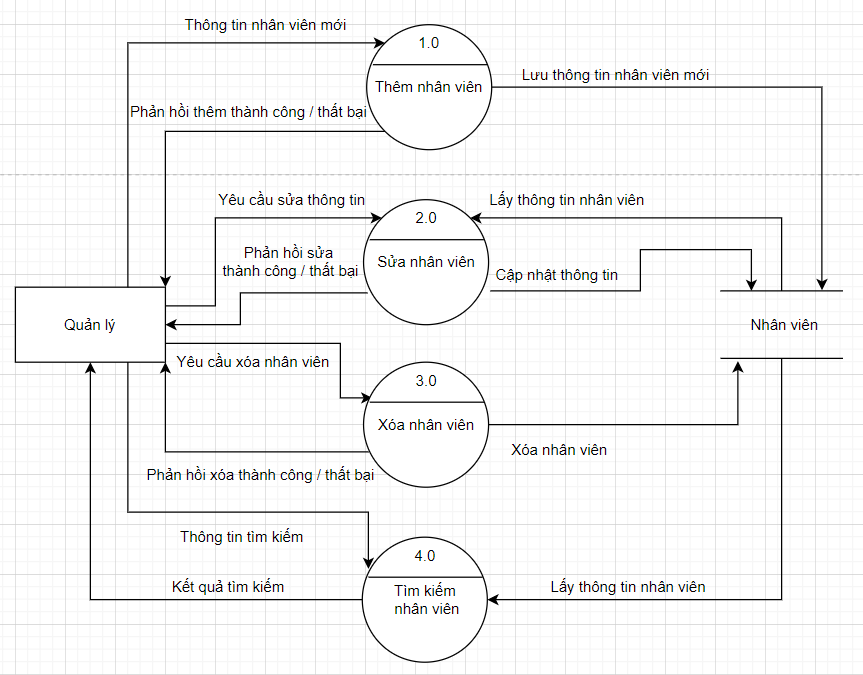 Thông tin nhân viên mới
1.0
Thêm nhân viên
Lưu thông tin nhân viên mới
Phản hồi thêm thành công / thất bại
Yêu cầu sửa thông tin
2.0
Sửa nhân viên
Lấy thông tin nhân viên
Phản hồi sửa
thành công / thất bại
Cập nhật thông tin
Quản lý
Nhân viên
Yêu cầu xóa nhân viên
3.0
Xóa nhân viên
Xóa nhân viên
Phản hồi xóa thành công / thất bại
Thông tin tìm kiếm
4.0
Tìm kiếm
nhân viên
Kết quả tìm kiếm
Lấy thông tin nhân viên